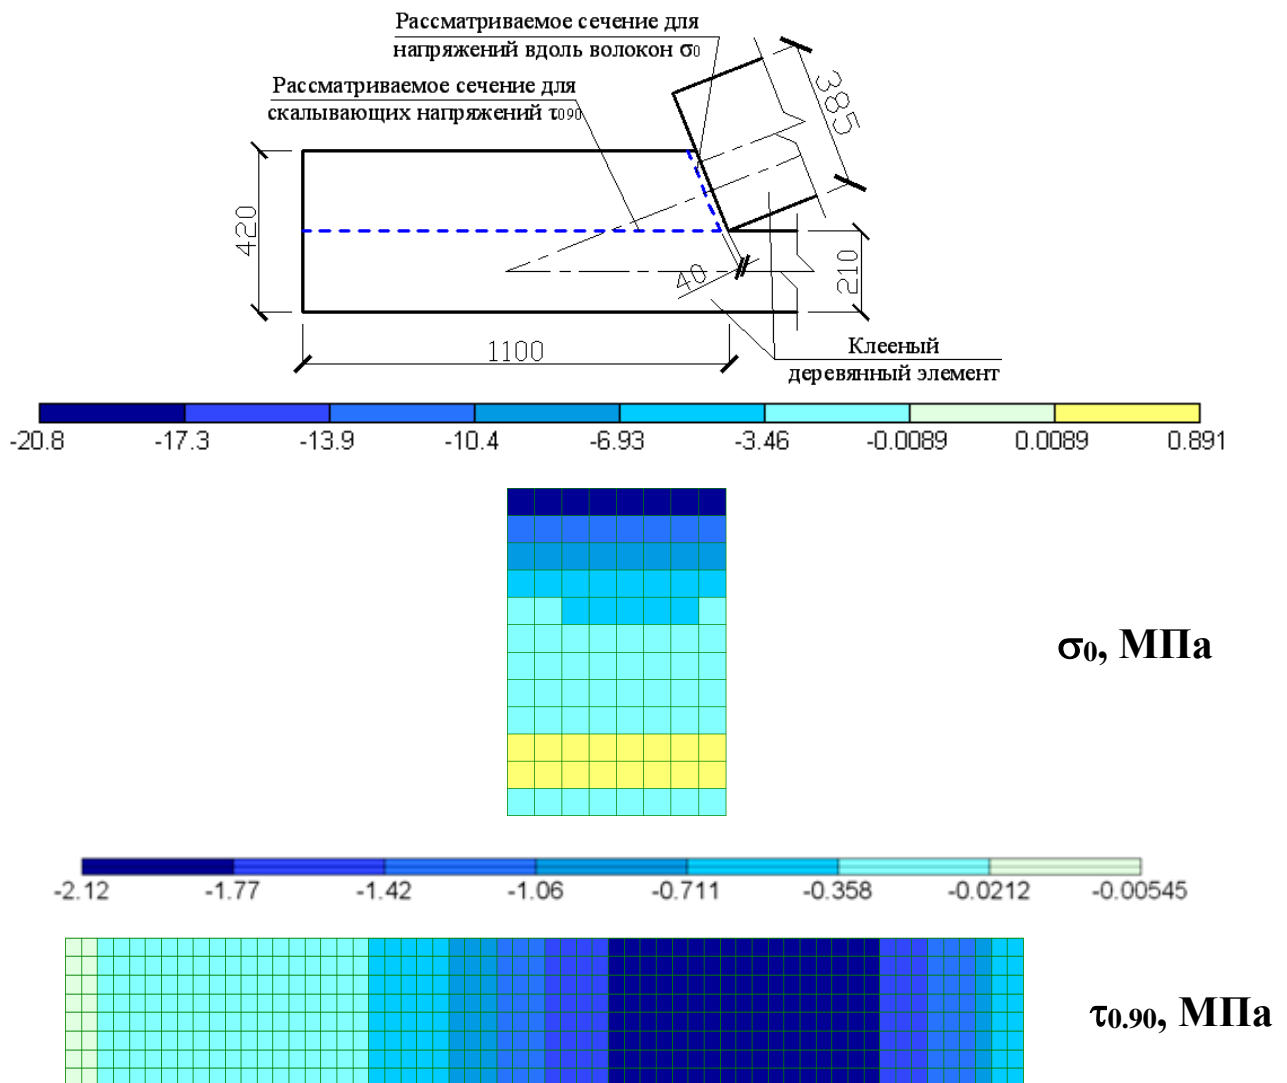 Рассматриваемое сечение для
напряжений вдоль волокон σ0
Рассматриваемое сечение для
скалывающих напряжений τ090
385
420
40
210
1100
Клееный
деревянный элемент
-20.8 -17.3 -13.9 -10.4 -6.93 -3.46 -0.0089 0.0089 0.891
σ0, МПа
-2.12 -1.77 -1.42 -1.06 -0.711 -0.358 -0.0212 -0.00545
τ0.90, МПа